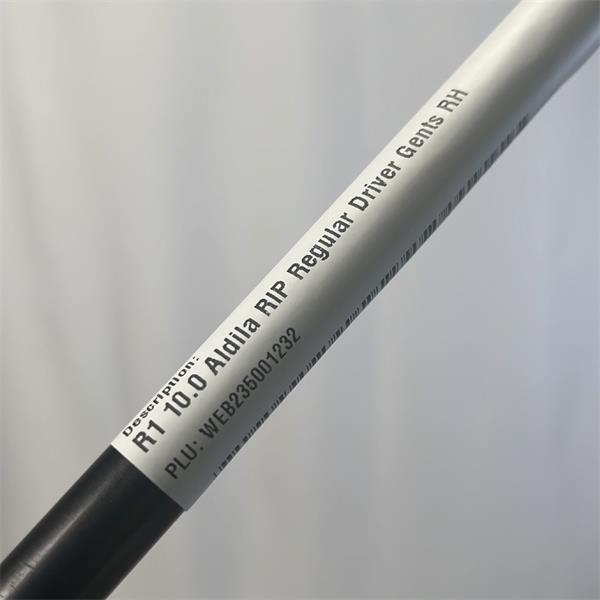 Description:
R1 10.0 Aldila RIP Regular Driver Gents RH
PLU: WEB235001232